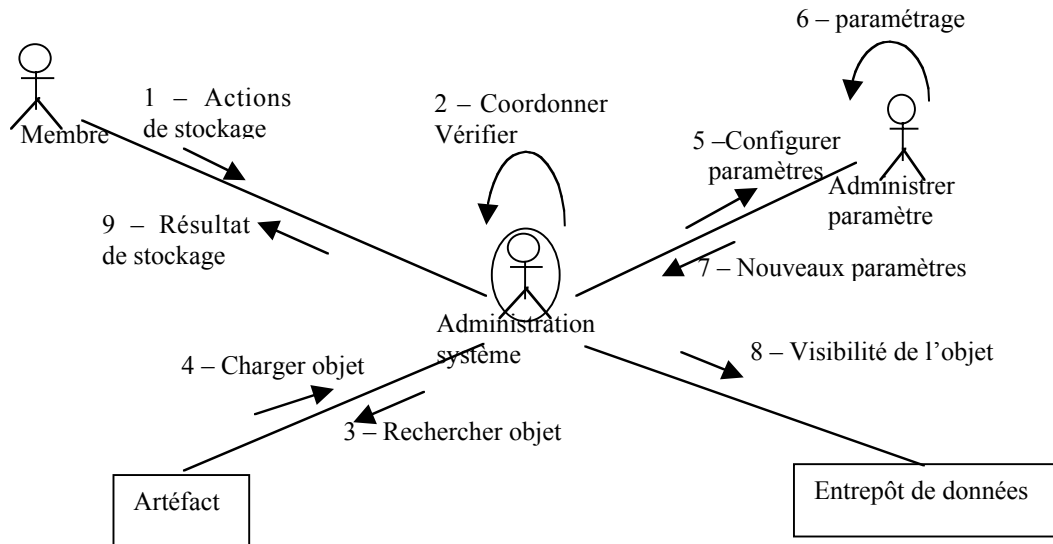 6 – paramétrage
1 – Actions
de stockage
Membre
2 – Coordonner
Vérifier
5 –Configurer
paramètres
Administrer
paramètre
9 – Résultat
de stockage
7 – Nouveaux paramètres
Administration
système
4 – Charger objet
8 – Visibilité de l'objet
3 – Rechercher objet
Artéfact
Entrepôt de données